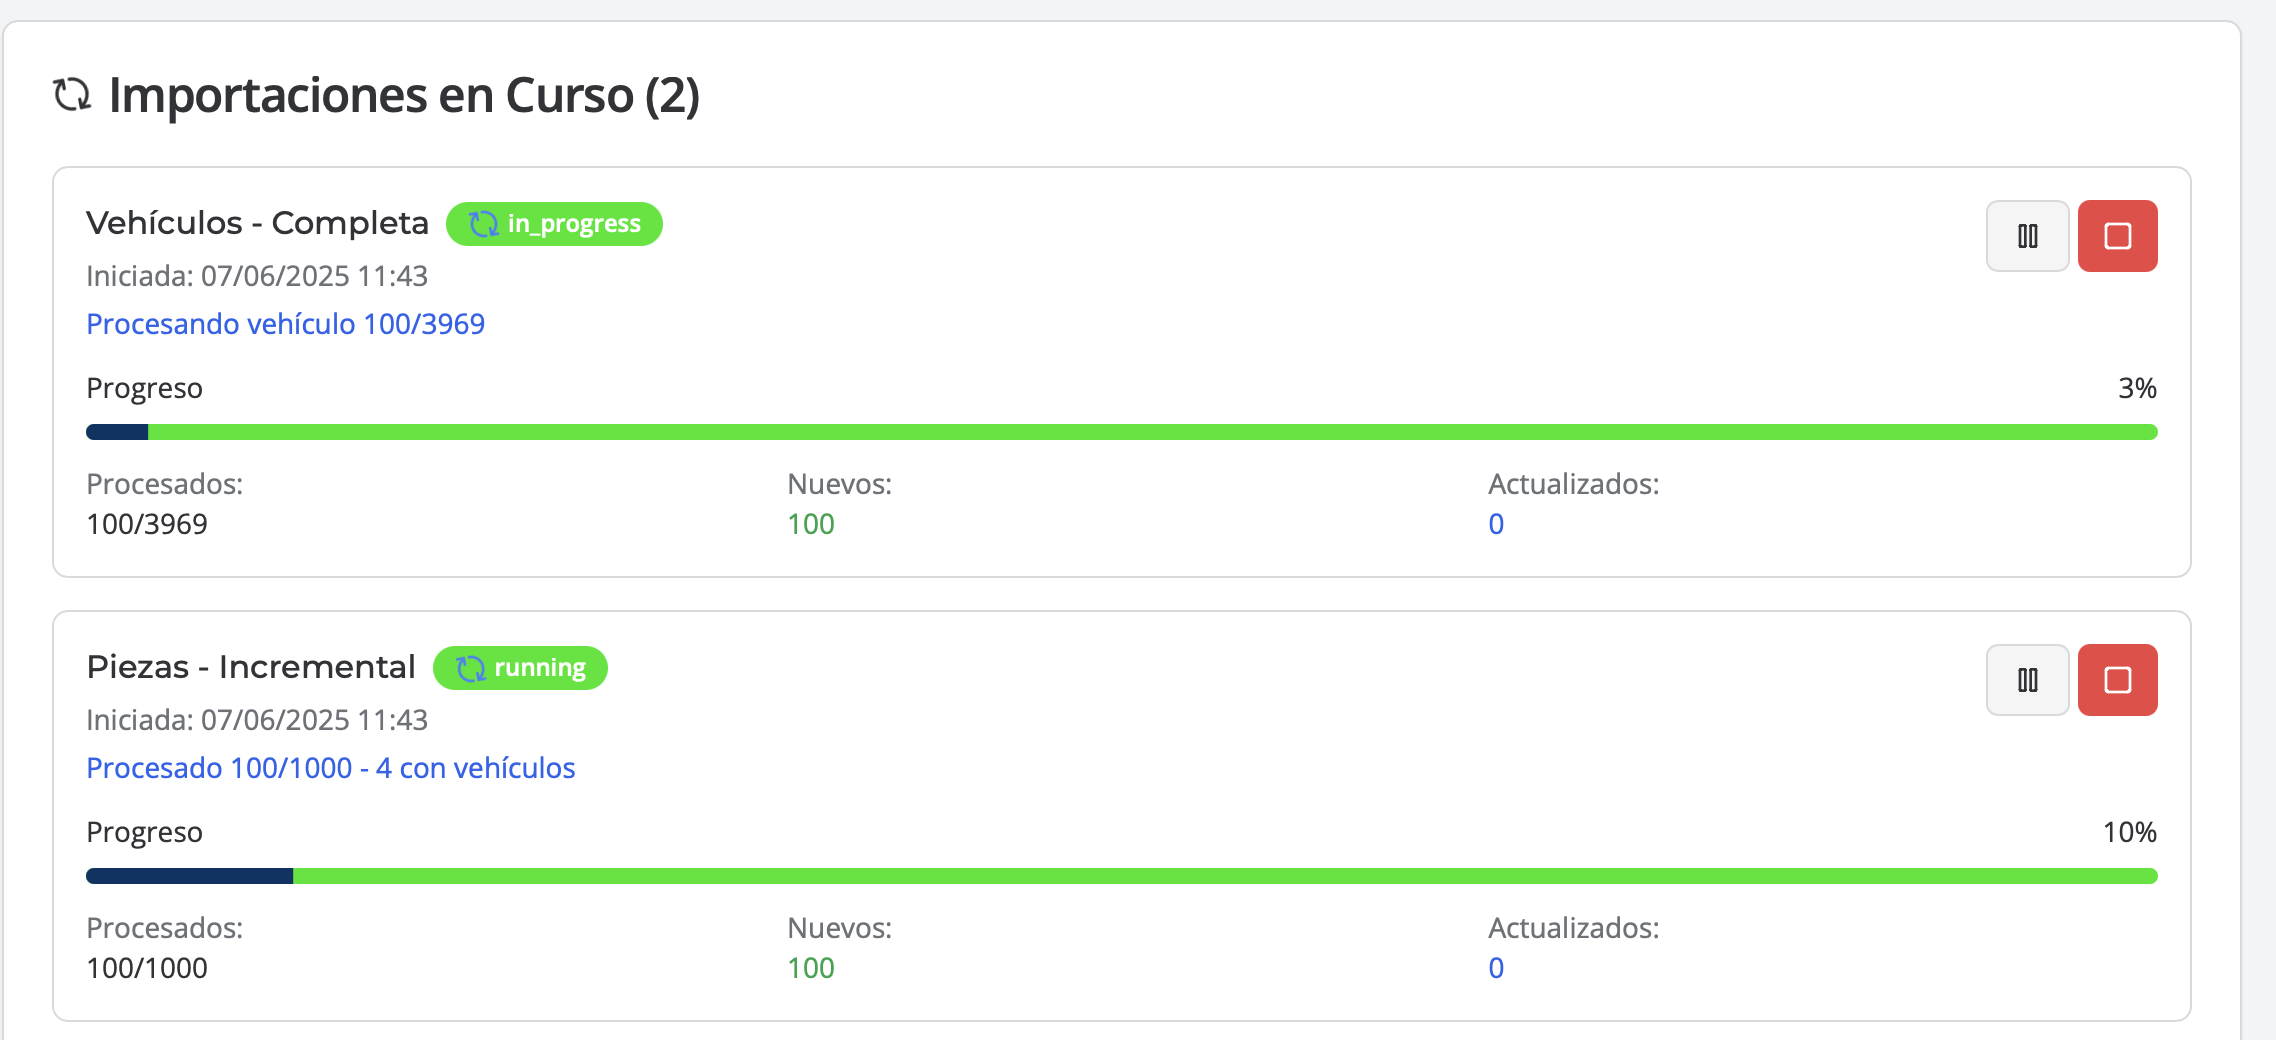 Importaciones en Curso (2)
Vehículos - Completa in_progress
Iniciada: 07/06/2025 11:43
Procesando vehículo 100/3969
Progreso 3%
Procesados: Nuevos: Actualizados:
100/3969 100 0
Piezas - Incremental running
Iniciada: 07/06/2025 11:43
Procesado 100/1000 - 4 con vehículos
Progreso 10%
Procesados: Nuevos: Actualizados:
100/1000 100 0